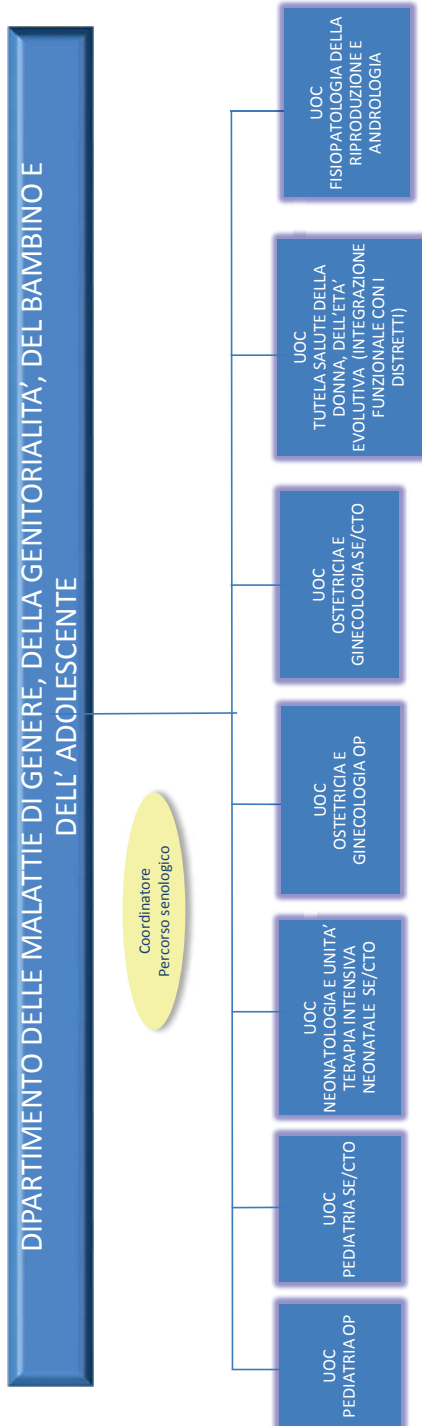 DIPARTIMENTO DELLE MALATTIE DI GENERE, DELLA GENITORIALITA’, DEL BAMBINO E
DELL’ ADOLESCENTE
Coordinatore
Percorso senologico
UOC
PEDIATRIA OP
UOC
PEDIATRIA SE/CTO
UOC
NEONATOLOGIA E UNITA’
TERAPIA INTENSIVA
NEONATALE SE/CTO
UOC
OSTETRICIA E
GINECOLOGIA OP
UOC
OSTETRICIA E
GINECOLOGIA SE/CTO
UOC
TUTELA SALUTE DELLA
DONNA, DELL’ETA’
EVOLUTIVA (INTEGRAZIONE
FUNZIONALE CON I
DISTRETTI)
UOC
FISIOPATOLOGIA DELLA
RIPRODUZIONE E
ANDROLOGIA